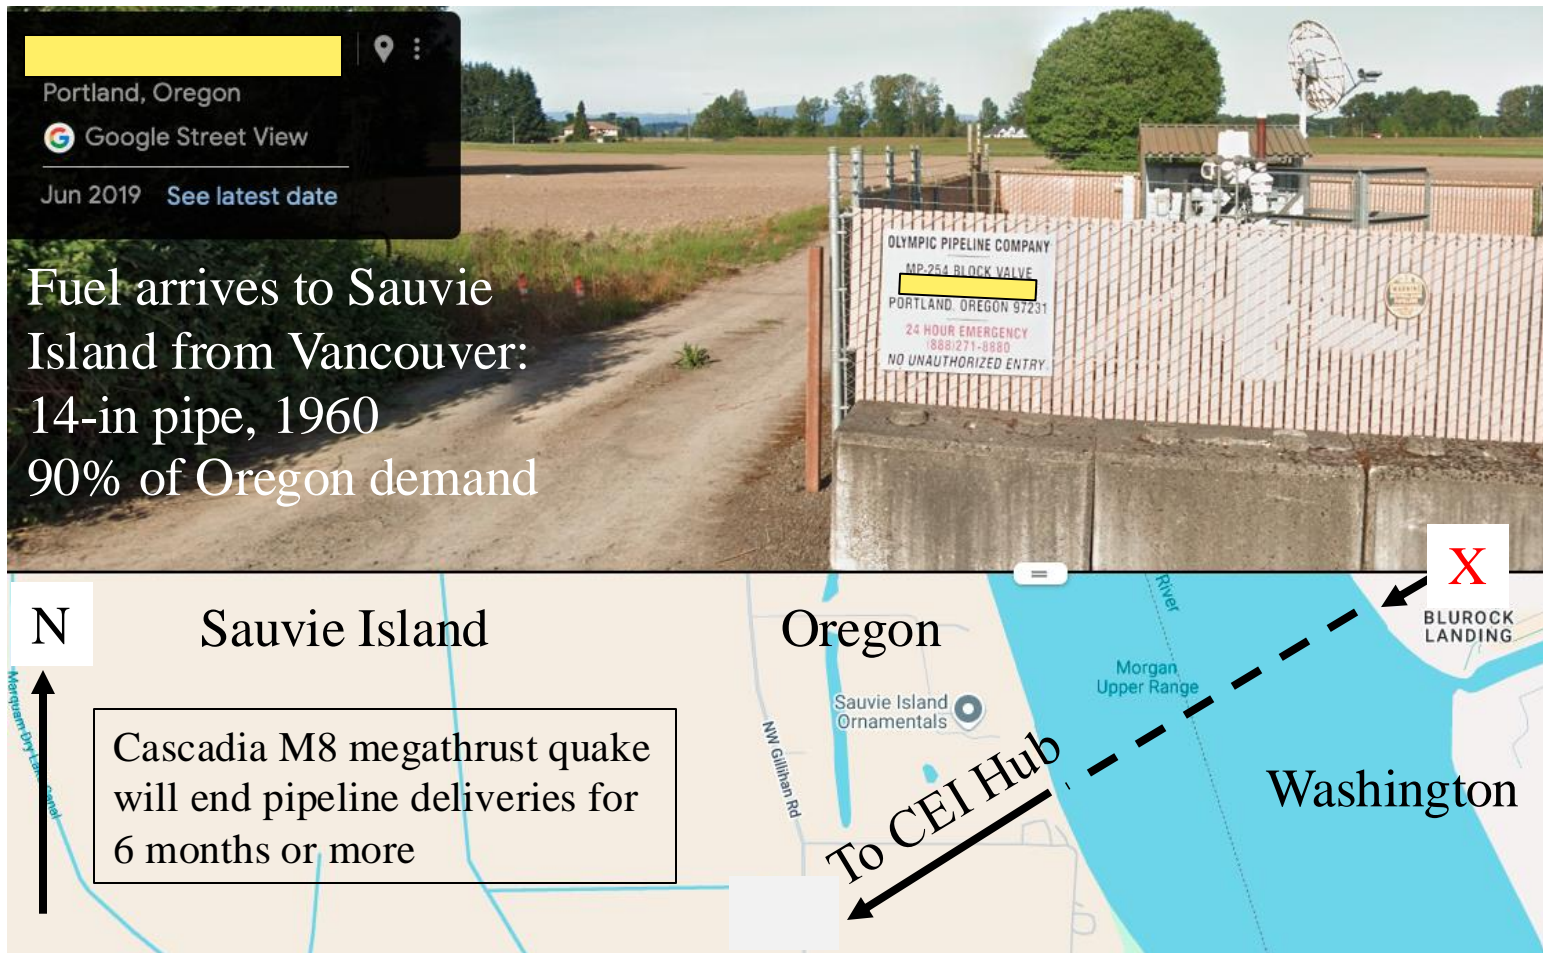 Portland, Oregon
Google Street View
Jun 2019 See latest date
Fuel arrives to Sauvie
Island from Vancouver:
14-in pipe, 1960
90% of Oregon demand
OLYMPIC PIPELINE COMPANY
MP-254 BLOCK VALVE
PORTLAND, OREGON 97231
24 HOUR EMERGENCY
(888)271-8880
NO UNAUTHORIZED ENTRY
X
N
Sauvie Island
Oregon
River
BLUROCK
LANDING
Morgan
Upper Range
Sauvie Island
Ornamentals
Marquam Dry Lake Canal
NW Gillihan Rd
Cascadia M8 megathrust quake
will end pipeline deliveries for
6 months or more
To CEI Hub
Washington